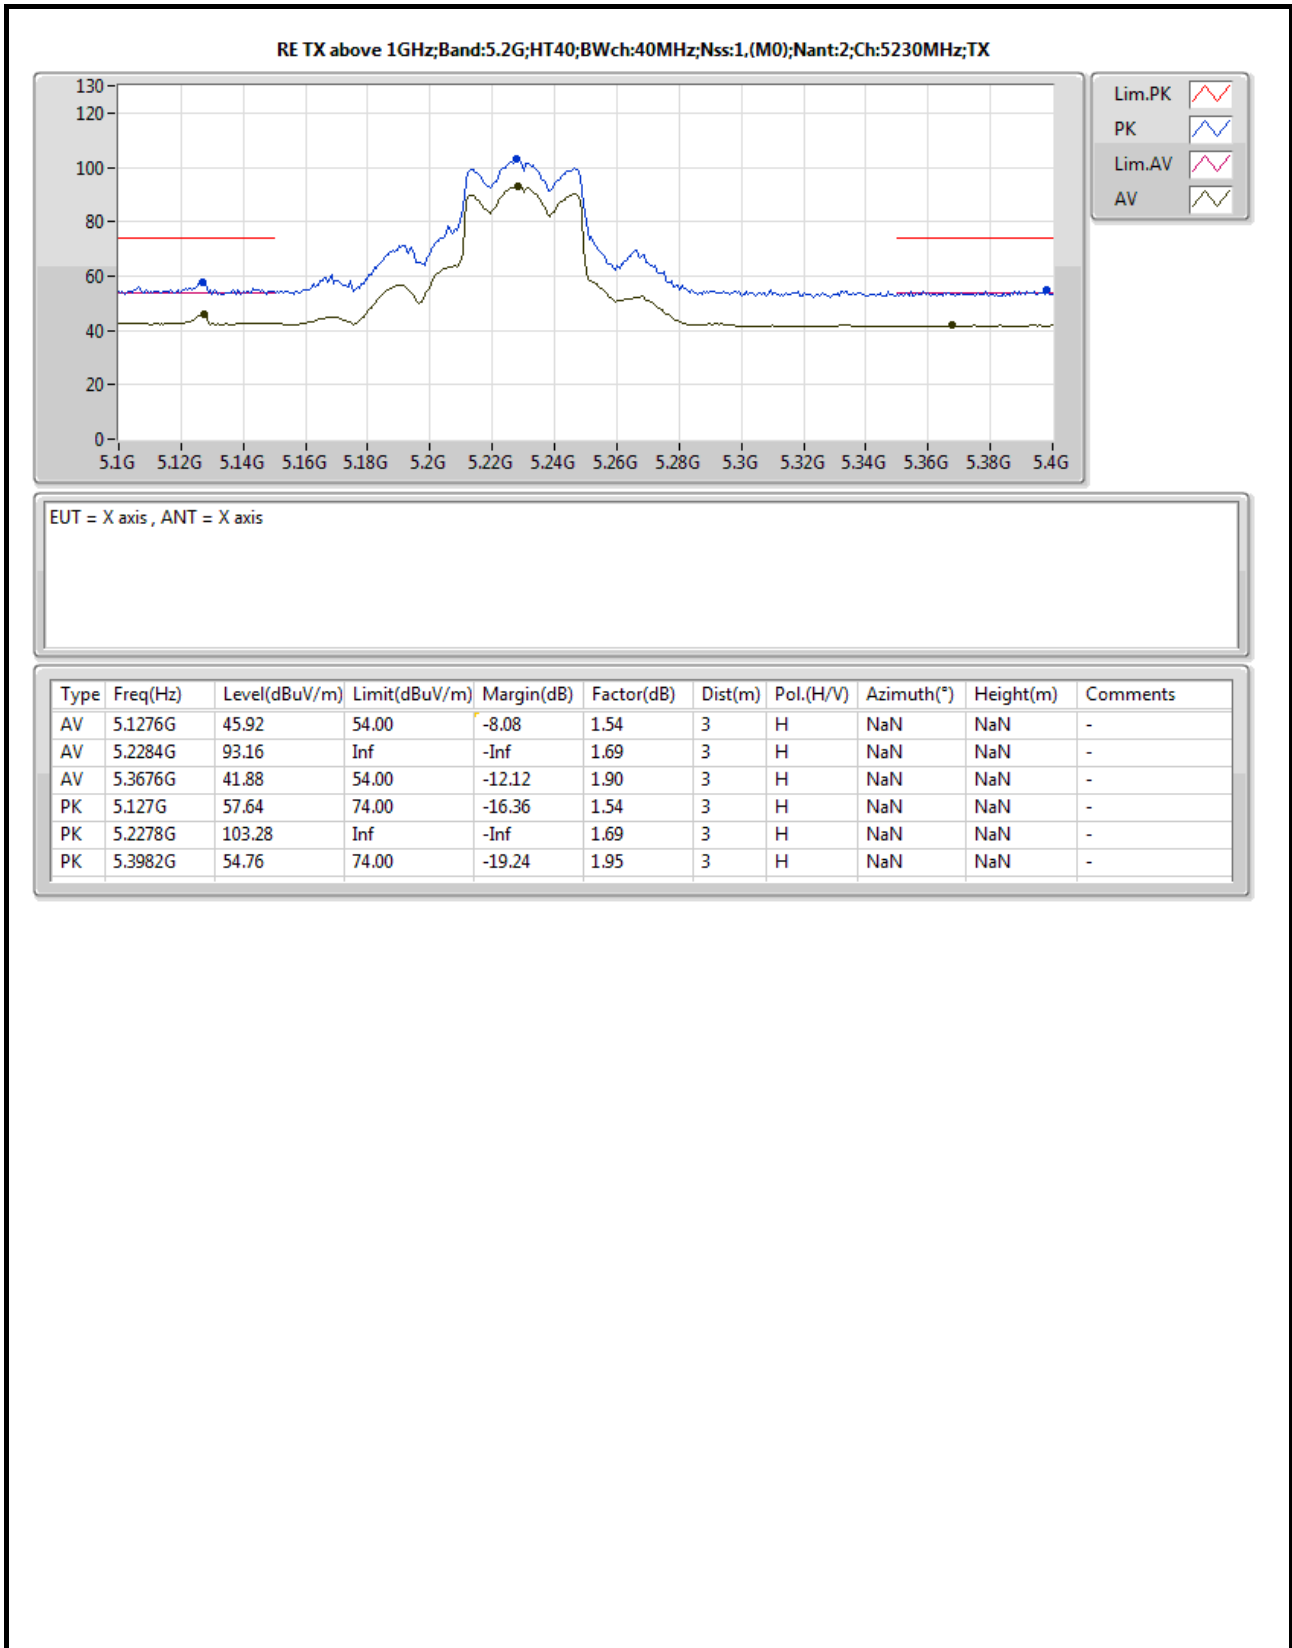 RE TX above 1GHz;Band:5.2G;HT40;BWch:40MHz;Nss:1,(M0);Nant:2;Ch:5230MHz;TX
130
120
100
80
60
40
20
0
5.1G 5.12G 5.14G 5.16G 5.18G 5.2G 5.22G 5.24G 5.26G 5.28G 5.3G 5.32G 5.34G 5.36G 5.38G 5.4G
Lim.PK
PK
Lim.AV
AV
EUT = X axis , ANT = X axis
Type Freq(Hz) Level(dBuV/m) Limit(dBuV/m) Margin(dB) Factor(dB) Dist(m) Pol.(H/V) Azimuth(°) Height(m) Comments
AV 5.1276G 45.92 54.00 -8.08 1.54 3 H NaN NaN -
AV 5.2284G 93.16 Inf -Inf 1.69 3 H NaN NaN -
AV 5.3676G 41.88 54.00 -12.12 1.90 3 H NaN NaN -
PK 5.127G 57.64 74.00 -16.36 1.54 3 H NaN NaN -
PK 5.2278G 103.28 Inf -Inf 1.69 3 H NaN NaN -
PK 5.3982G 54.76 74.00 -19.24 1.95 3 H NaN NaN -